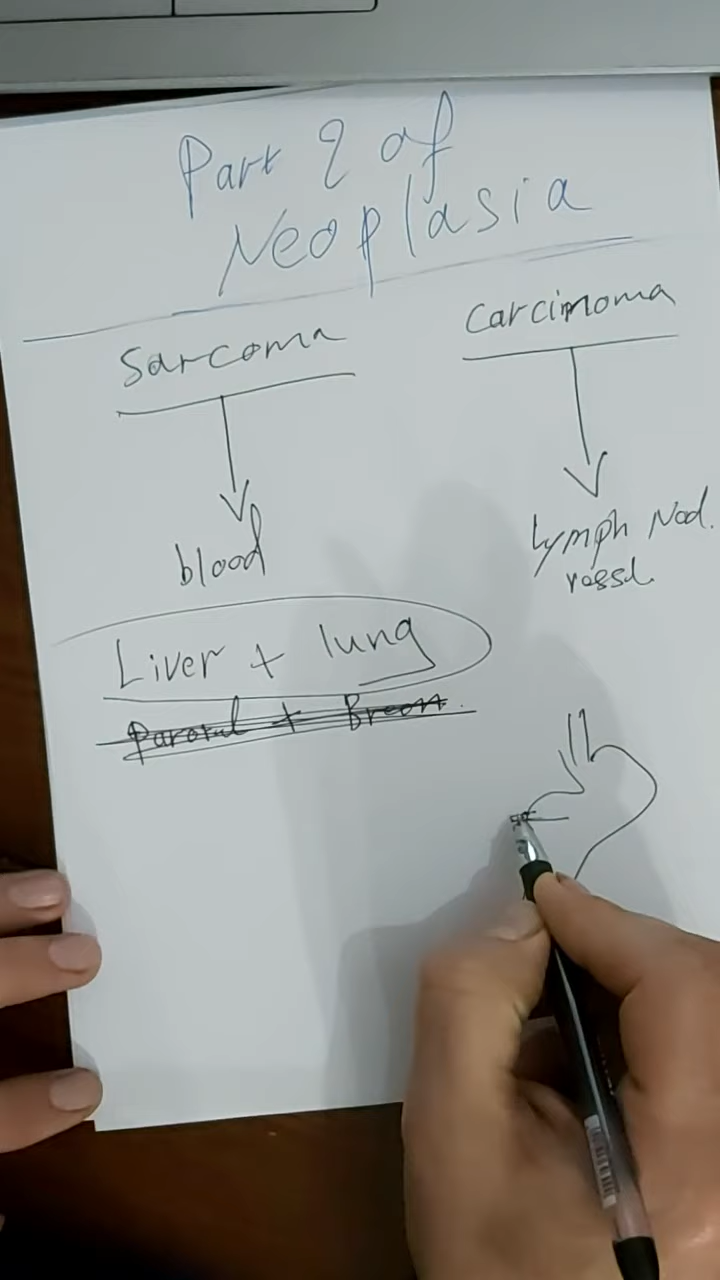 Part 2 of
Neoplasia
Sarcoma
Carcinoma
blood
Lymph Nod.
vessel.
Liver + lung